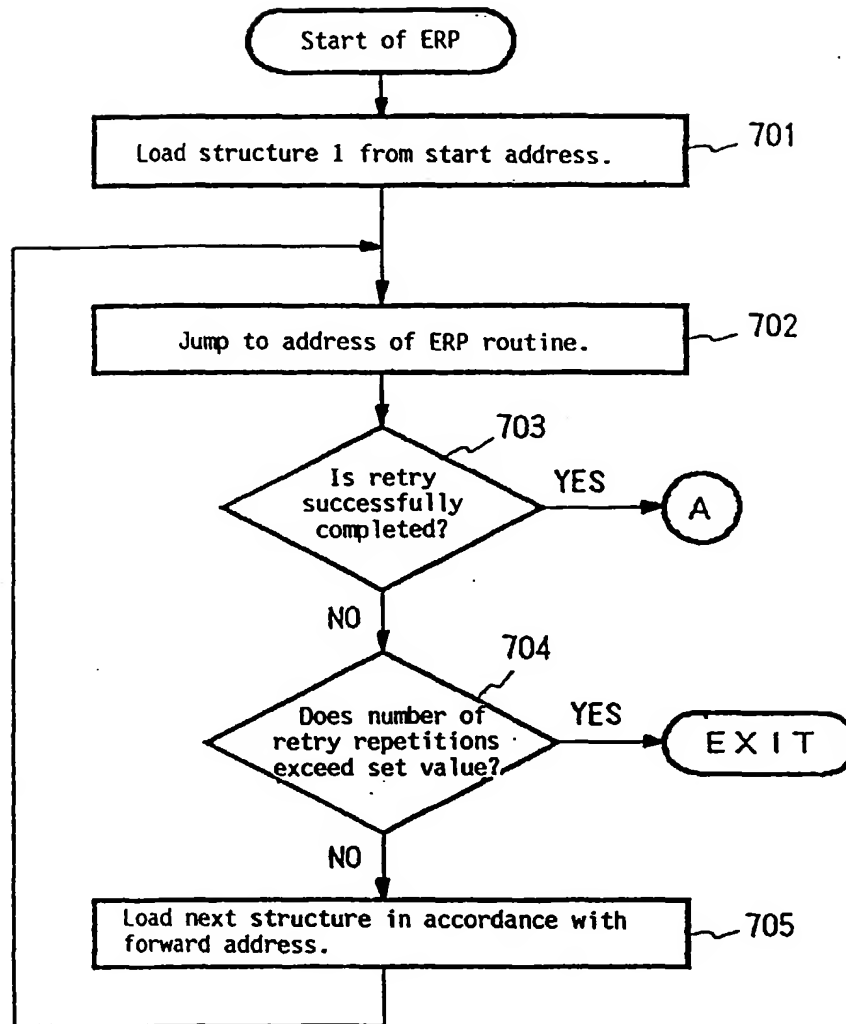 Start of ERP
Load structure 1 from start address.
701
Jump to address of ERP routine.
702
703
Is retry
successfully
completed?
YES
A
NO
704
Does number of
retry repetitions
exceed set value?
YES
EXIT
NO
Load next structure in accordance with
forward address.
705